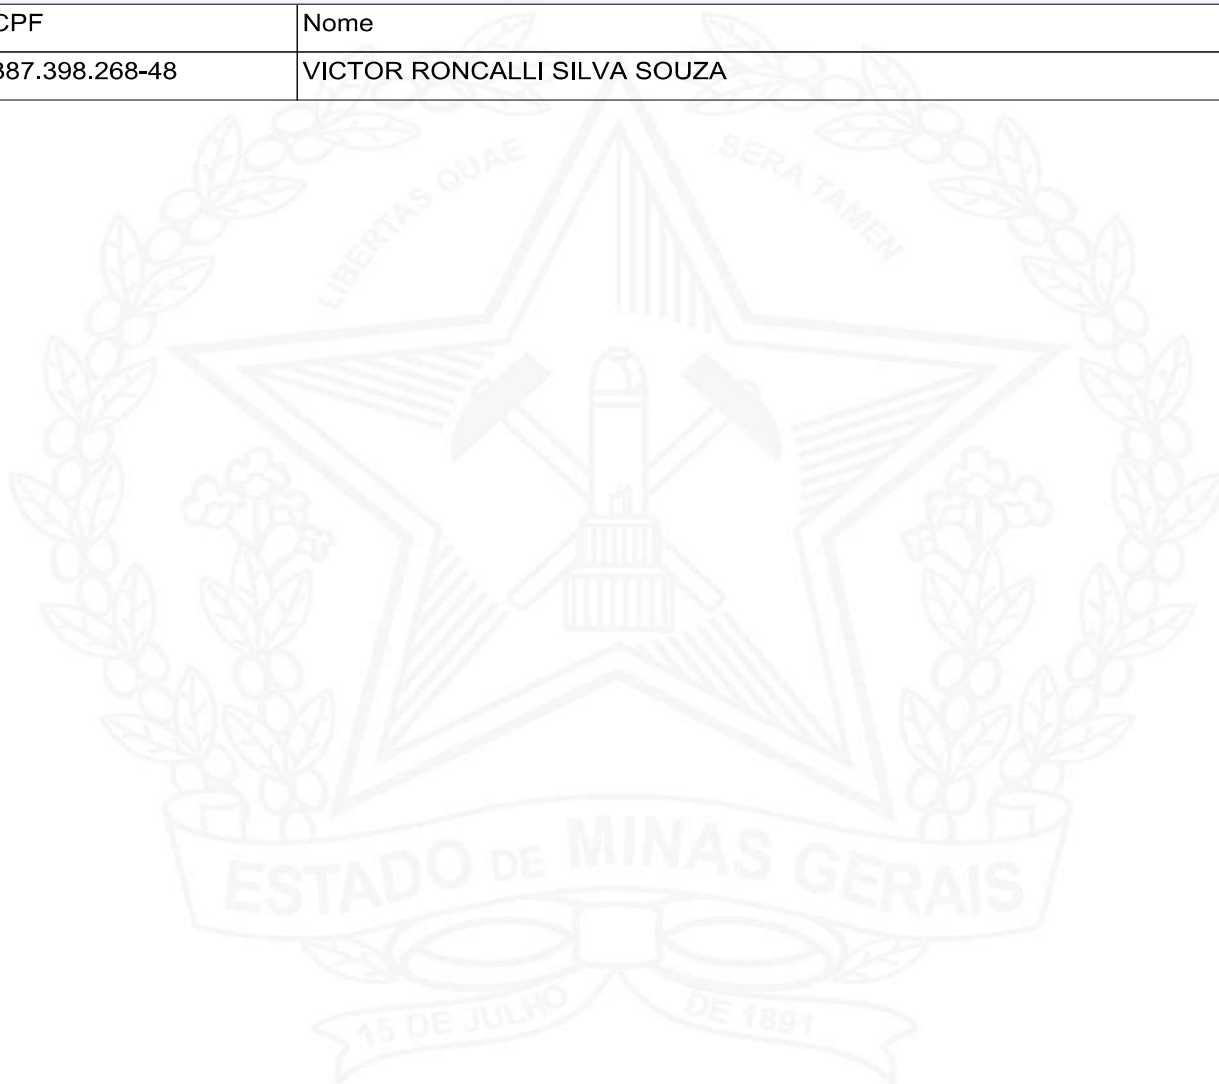 CPF Nome
387.398.268-48 VICTOR RONCALLI SILVA SOUZA
LIBERTAS QUAE SERA TAMEN
ESTADO DE MINAS GERAIS
15 DE JULHO DE 1891